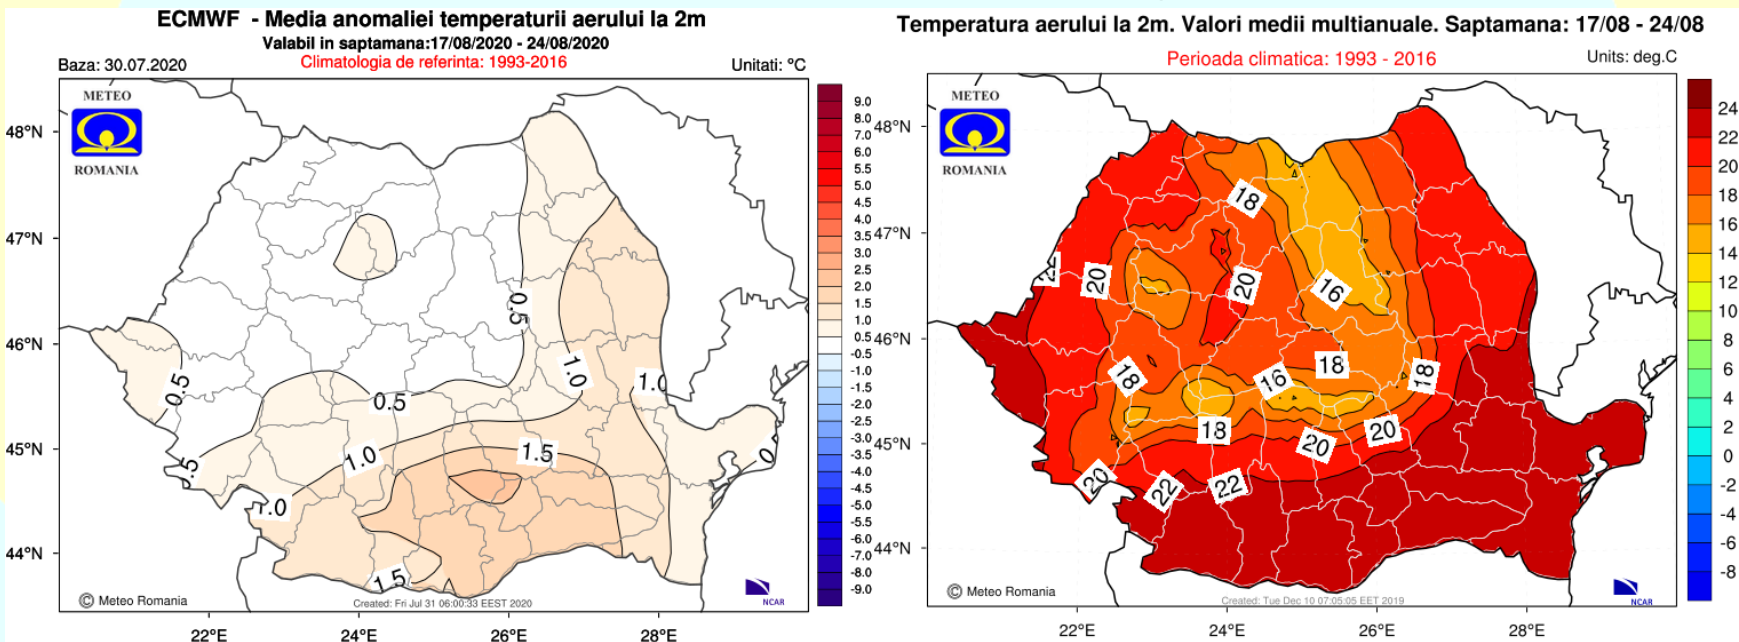 ECMWF - Media anomaliei temperaturii aerului la 2m
Valabil in saptamana:17/08/2020 - 24/08/2020
Baza: 30.07.2020
Climatologia de referinta: 1993-2016
Unitati: °C
METEO
ROMANIA
48°N
47°N
46°N
45°N
44°N
22°E
24°E
26°E
28°E
0.5
0.5
0.5
1.0
1.0
1.0
1.5
.5
1.0
1.5
0
9.0
8.0
7.0
6.0
5.5
5.0
4.5
4.0
3.5
3.0
2.5
2.0
1.5
1.0
0.5
-0.5
-1.0
-1.5
-2.0
-2.5
-3.0
-3.5
-4.0
-4.5
-5.0
-5.5
-6.0
-7.0
-8.0
-9.0
© Meteo Romania
Created: Fri Jul 31 06:00:33 EEST 2020
NCAR
Temperatura aerului la 2m. Valori medii multianuale. Saptamana: 17/08 - 24/08
Perioada climatica: 1993 - 2016
Units: deg.C
METEO
ROMANIA
48°N
47°N
46°N
45°N
44°N
22°E
24°E
26°E
28°E
18
20
20
16
18
16
18
18
18
20
20
20
22
22
24
22
20
18
16
14
12
10
8
6
4
2
0
-2
-4
-6
-8
© Meteo Romania
Created: Tue Dec 10 07:05:05 EET 2019
NCAR